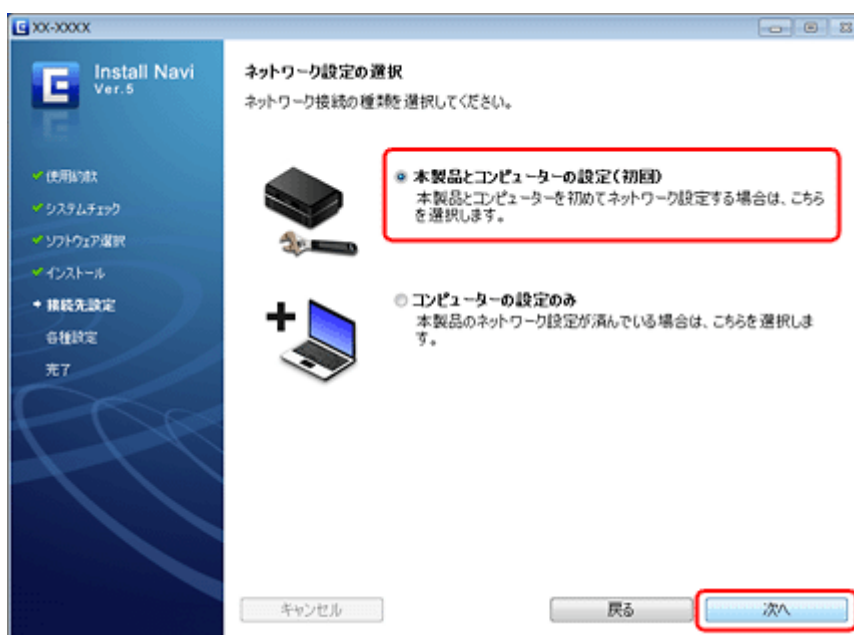 XX-XXXX
Install Navi
Ver.5
使用約款
システムチェック
ソフトウェア選択
インストール
接続先設定
各種設定
完了
ネットワーク設定の選択
ネットワーク接続の種類を選択してください。
本製品とコンピューターの設定(初回)
本製品とコンピューターを初めてネットワーク設定する場合は、こちら
を選択します。
コンピューターの設定のみ
本製品のネットワーク設定が済んでいる場合は、こちらを選択しま
す。
キャンセル
戻る
次へ